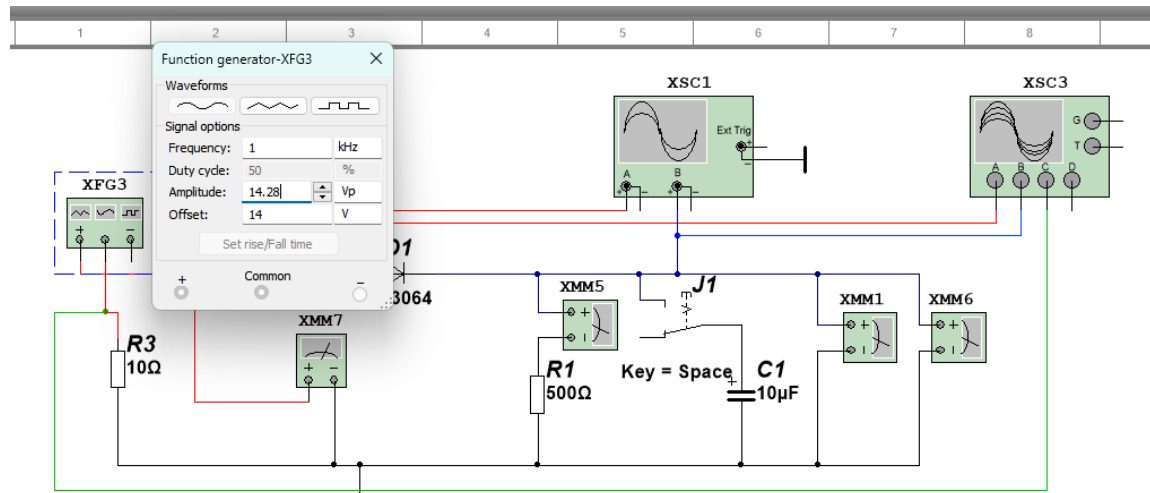 1 2 3 4 5 6 7 8
Function generator-XFG3
Waveforms
Signal options
Frequency: 1 kHz
Duty cycle: 50 %
Amplitude: 14.28 Vp
Offset: 14 V
Set rise/Fall time
+ Common –
XFG3
+ –
XSC1
Ext Trig
+
–
A B
+ – + –
XSC3
G
T
A B C D
3064
J1
XMM5
+
I
XMM1
+
I
XMM6
+
I
XMM7
+ –
R3
10Ω
R1
500Ω
Key = Space
+
C1
10µF